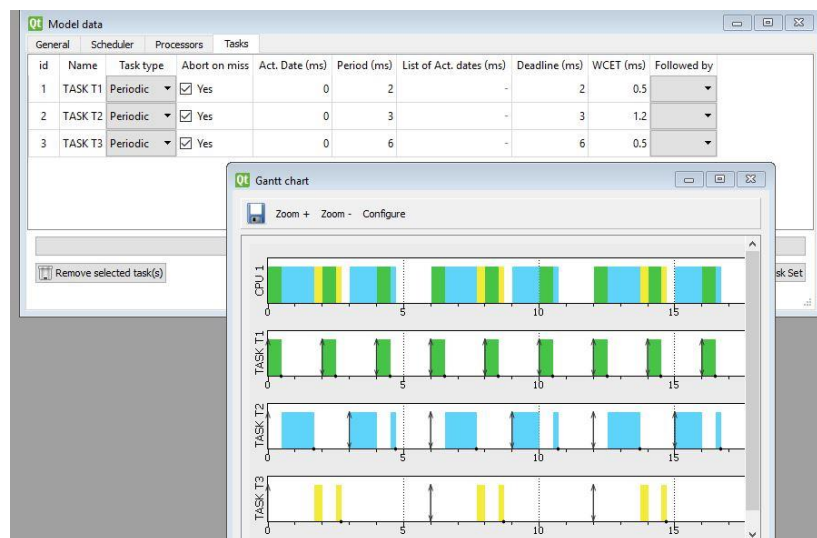 Qt Model data
General Scheduler Processors Tasks
id Name Task type Abort on miss Act. Date (ms) Period (ms) List of Act. dates (ms) Deadline (ms) WCET (ms) Followed by
1 TASK T1 Periodic Yes 0 2 - 2 0.5
2 TASK T2 Periodic Yes 0 3 - 3 1.2
3 TASK T3 Periodic Yes 0 6 - 6 0.5
Remove selected task(s)
sk Set
Qt Gantt chart
Zoom + Zoom - Configure
CPU 1
0 5 10 15
TASK T1
0 5 10 15
TASK T2
0 5 10 15
TASK T3
0 5 10 15